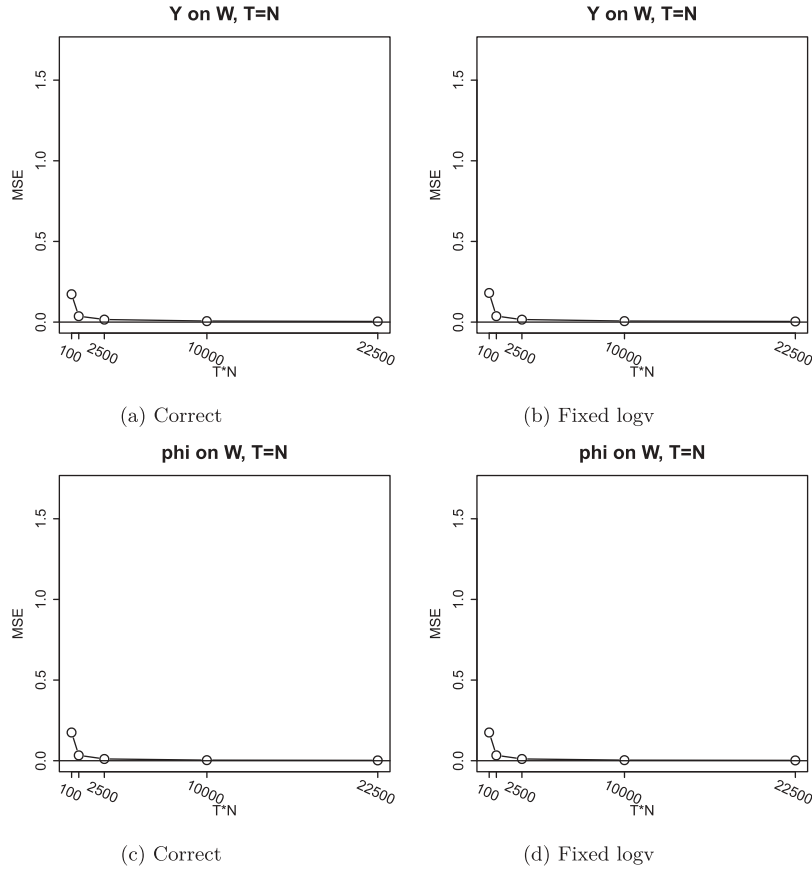 Y on W, T=N
MSE
0.0 0.5 1.0 1.5
100 2500 10000 22500
T*N
(a) Correct
Y on W, T=N
MSE
0.0 0.5 1.0 1.5
100 2500 10000 22500
T*N
(b) Fixed logv
phi on W, T=N
MSE
0.0 0.5 1.0 1.5
100 2500 10000 22500
T*N
(c) Correct
phi on W, T=N
MSE
0.0 0.5 1.0 1.5
100 2500 10000 22500
T*N
(d) Fixed logv